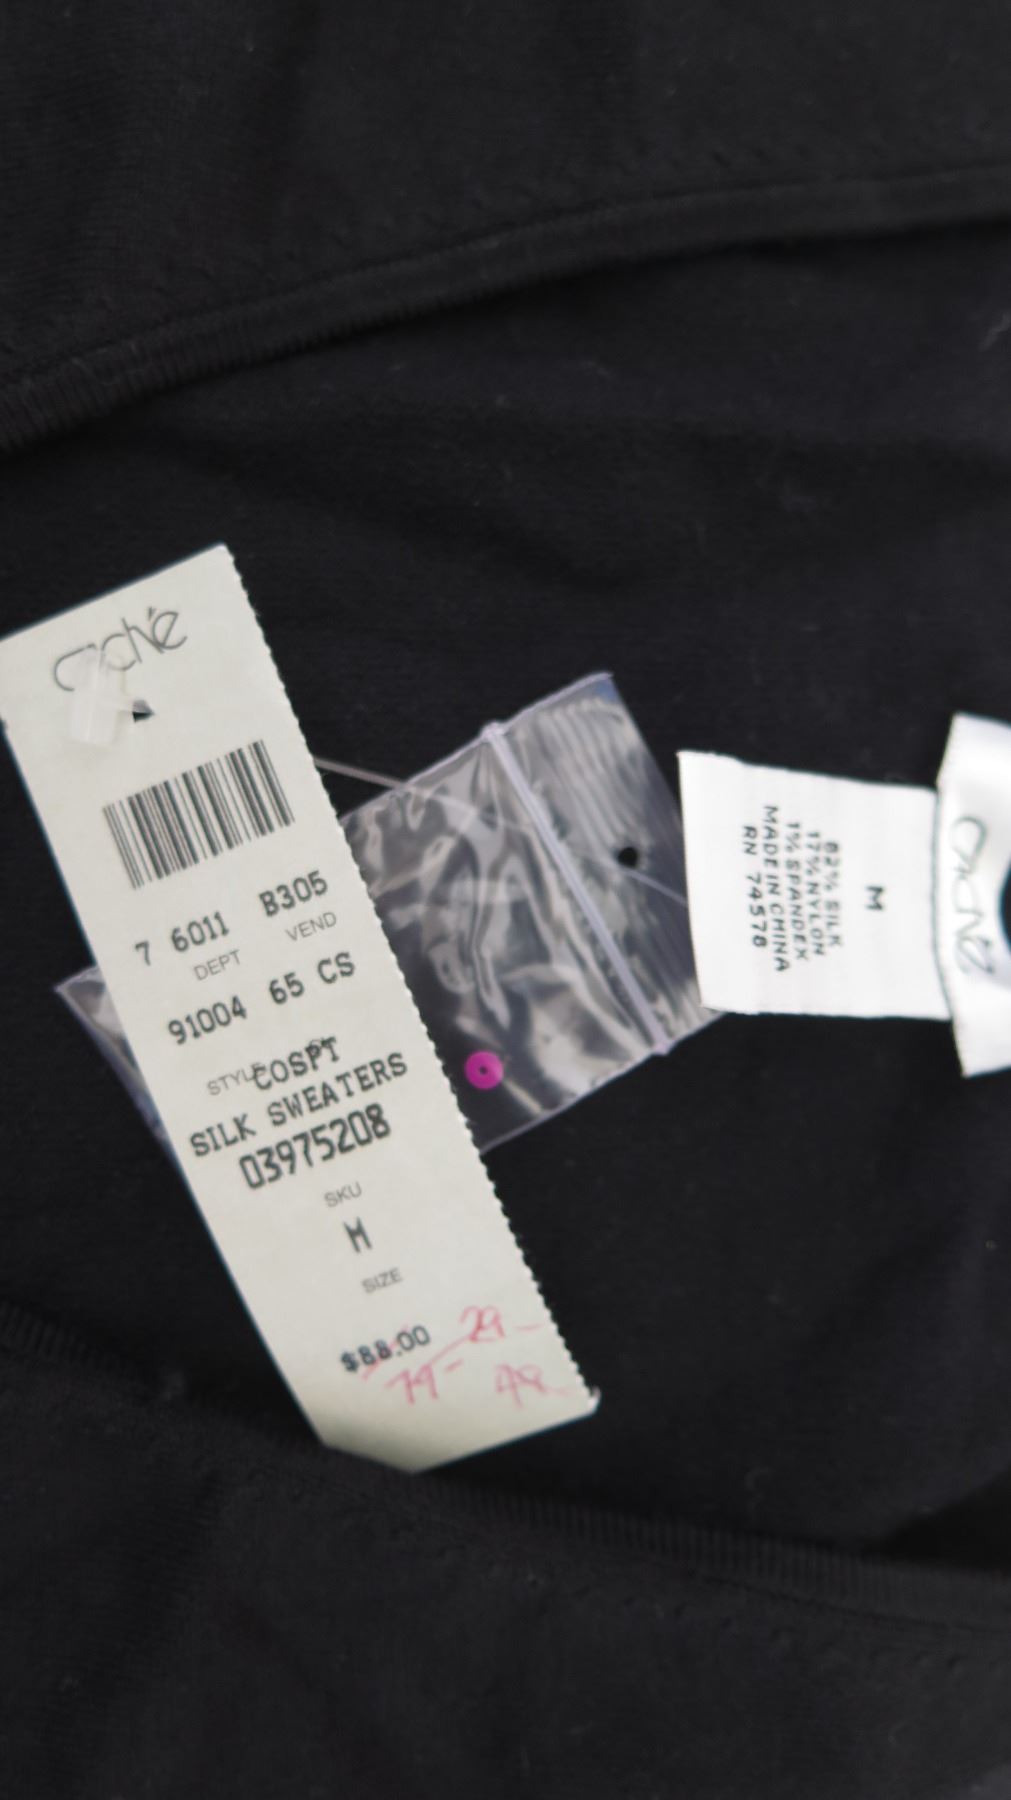 Caché
7 6011 B305
DEPT VEND
91004 65 CS
STYLE
COSPT
SILK SWEATERS
03975208
SKU
M
SIZE
$88.00 29-
79- 49
M
82% SILK
17% NYLON
1% SPANDEX
MADE IN CHINA
RN 74578
Caché